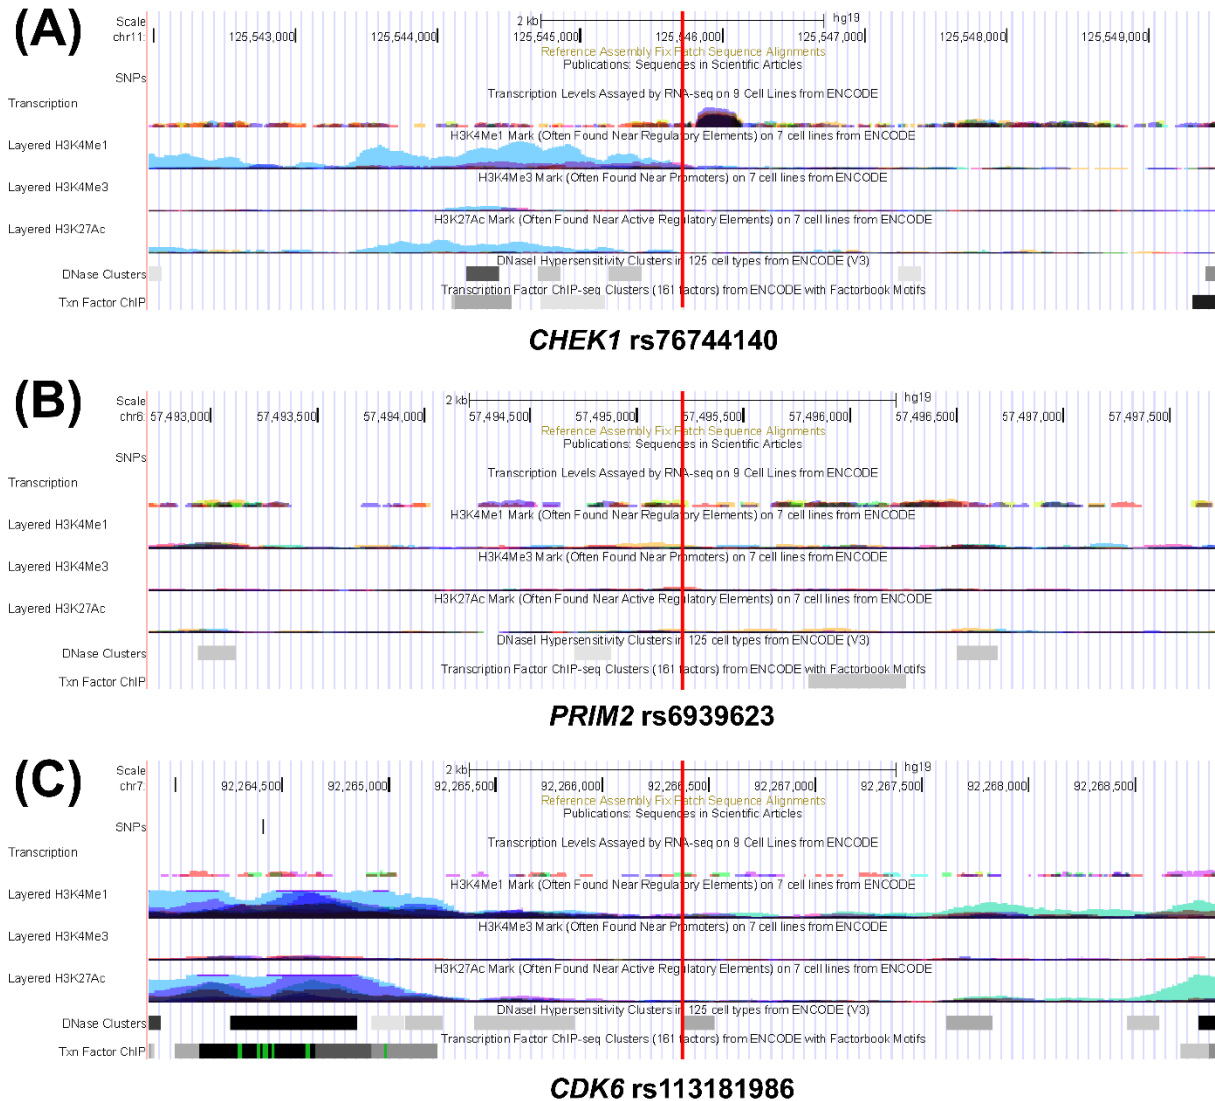 (A)
Scale 2 kb hg19
chr11: 125,543,000 125,544,000 125,545,000 125,546,000 125,547,000 125,548,000 125,549,000
Reference Assembly Fix Patch Sequence Alignments
Publications: Sequences in Scientific Articles
SNPs
Transcription Levels Assayed by RNA-seq on 9 Cell Lines from ENCODE
Transcription
H3K4Me1 Mark (Often Found Near Regulatory Elements) on 7 cell lines from ENCODE
Layered H3K4Me1
H3K4Me3 Mark (Often Found Near Promoters) on 7 cell lines from ENCODE
Layered H3K4Me3
H3K27Ac Mark (Often Found Near Active Regulatory Elements) on 7 cell lines from ENCODE
Layered H3K27Ac
DNaseI Hypersensitivity Clusters in 125 cell types from ENCODE (V3)
DNase Clusters
Transcription Factor ChIP-seq Clusters (161 factors) from ENCODE with Factorbook Motifs
Txn Factor ChIP
CHEK1 rs76744140
(B)
Scale 2 kb hg19
chr6: 57,493,000 57,493,500 57,494,000 57,494,500 57,495,000 57,495,500 57,496,000 57,496,500 57,497,000 57,497,500
Reference Assembly Fix Patch Sequence Alignments
Publications: Sequences in Scientific Articles
SNPs
Transcription Levels Assayed by RNA-seq on 9 Cell Lines from ENCODE
Transcription
H3K4Me1 Mark (Often Found Near Regulatory Elements) on 7 cell lines from ENCODE
Layered H3K4Me1
H3K4Me3 Mark (Often Found Near Promoters) on 7 cell lines from ENCODE
Layered H3K4Me3
H3K27Ac Mark (Often Found Near Active Regulatory Elements) on 7 cell lines from ENCODE
Layered H3K27Ac
DNaseI Hypersensitivity Clusters in 125 cell types from ENCODE (V3)
DNase Clusters
Transcription Factor ChIP-seq Clusters (161 factors) from ENCODE with Factorbook Motifs
Txn Factor ChIP
PRIM2 rs6939623
(C)
Scale 2 kb hg19
chr7: 92,264,500 92,265,000 92,265,500 92,266,000 92,266,500 92,267,000 92,267,500 92,268,000 92,268,500
Reference Assembly Fix Patch Sequence Alignments
Publications: Sequences in Scientific Articles
SNPs
Transcription Levels Assayed by RNA-seq on 9 Cell Lines from ENCODE
Transcription
H3K4Me1 Mark (Often Found Near Regulatory Elements) on 7 cell lines from ENCODE
Layered H3K4Me1
H3K4Me3 Mark (Often Found Near Promoters) on 7 cell lines from ENCODE
Layered H3K4Me3
H3K27Ac Mark (Often Found Near Active Regulatory Elements) on 7 cell lines from ENCODE
Layered H3K27Ac
DNaseI Hypersensitivity Clusters in 125 cell types from ENCODE (V3)
DNase Clusters
Transcription Factor ChIP-seq Clusters (161 factors) from ENCODE with Factorbook Motifs
Txn Factor ChIP
CDK6 rs113181986